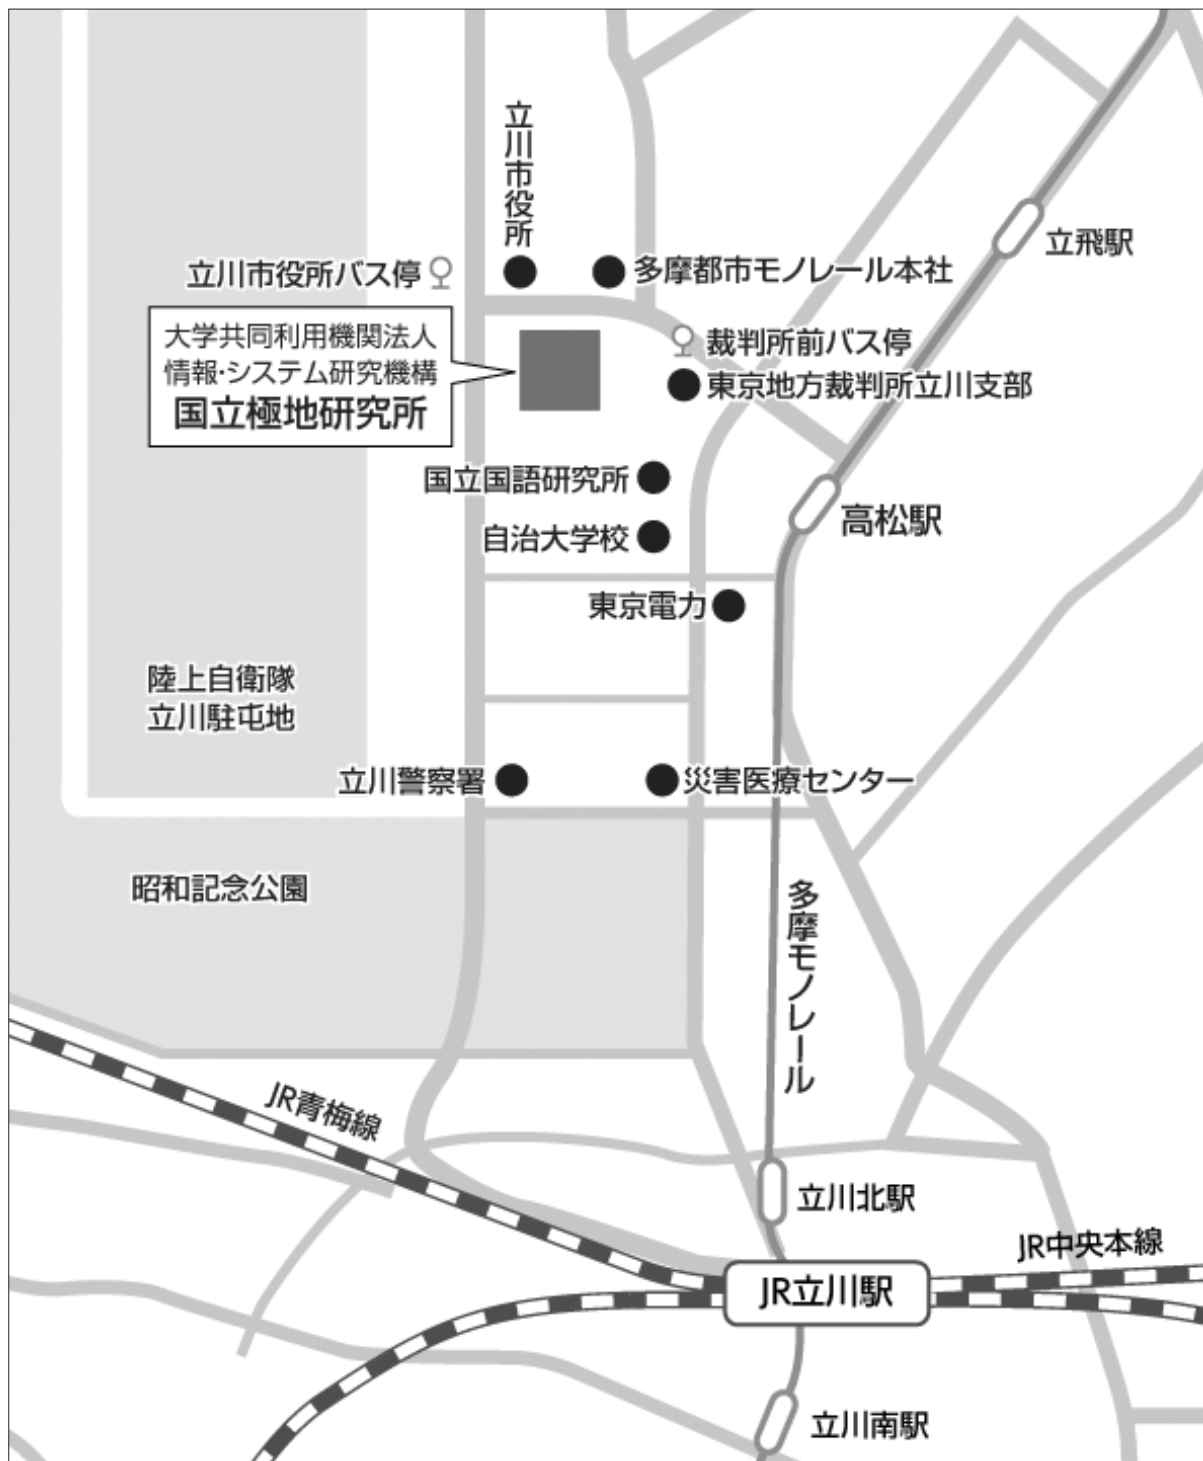 立川市役所
立川市役所バス停
多摩都市モノレール本社
立飛駅
大学共同利用機関法人
情報・システム研究機構
国立極地研究所
裁判所前バス停
東京地方裁判所立川支部
国立国語研究所
高松駅
自治大学校
東京電力
陸上自衛隊
立川駐屯地
立川警察署
災害医療センター
昭和記念公園
多摩モノレール
JR青梅線
立川北駅
JR中央本線
JR立川駅
立川南駅